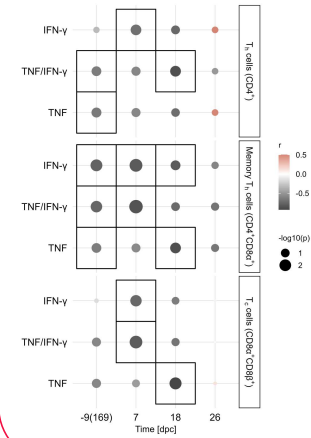 IFN-γ
TNF/IFN-γ
TNF
Th cells (CD4+)
IFN-γ
TNF/IFN-γ
TNF
Memory Th cells (CD4+CD8α+)
IFN-γ
TNF/IFN-γ
TNF
Tc cells (CD8α+CD8β+)
-9(169) 7 18 26
Time [dpc]
r
0.5
0.0
-0.5
-log10(p)
1
2